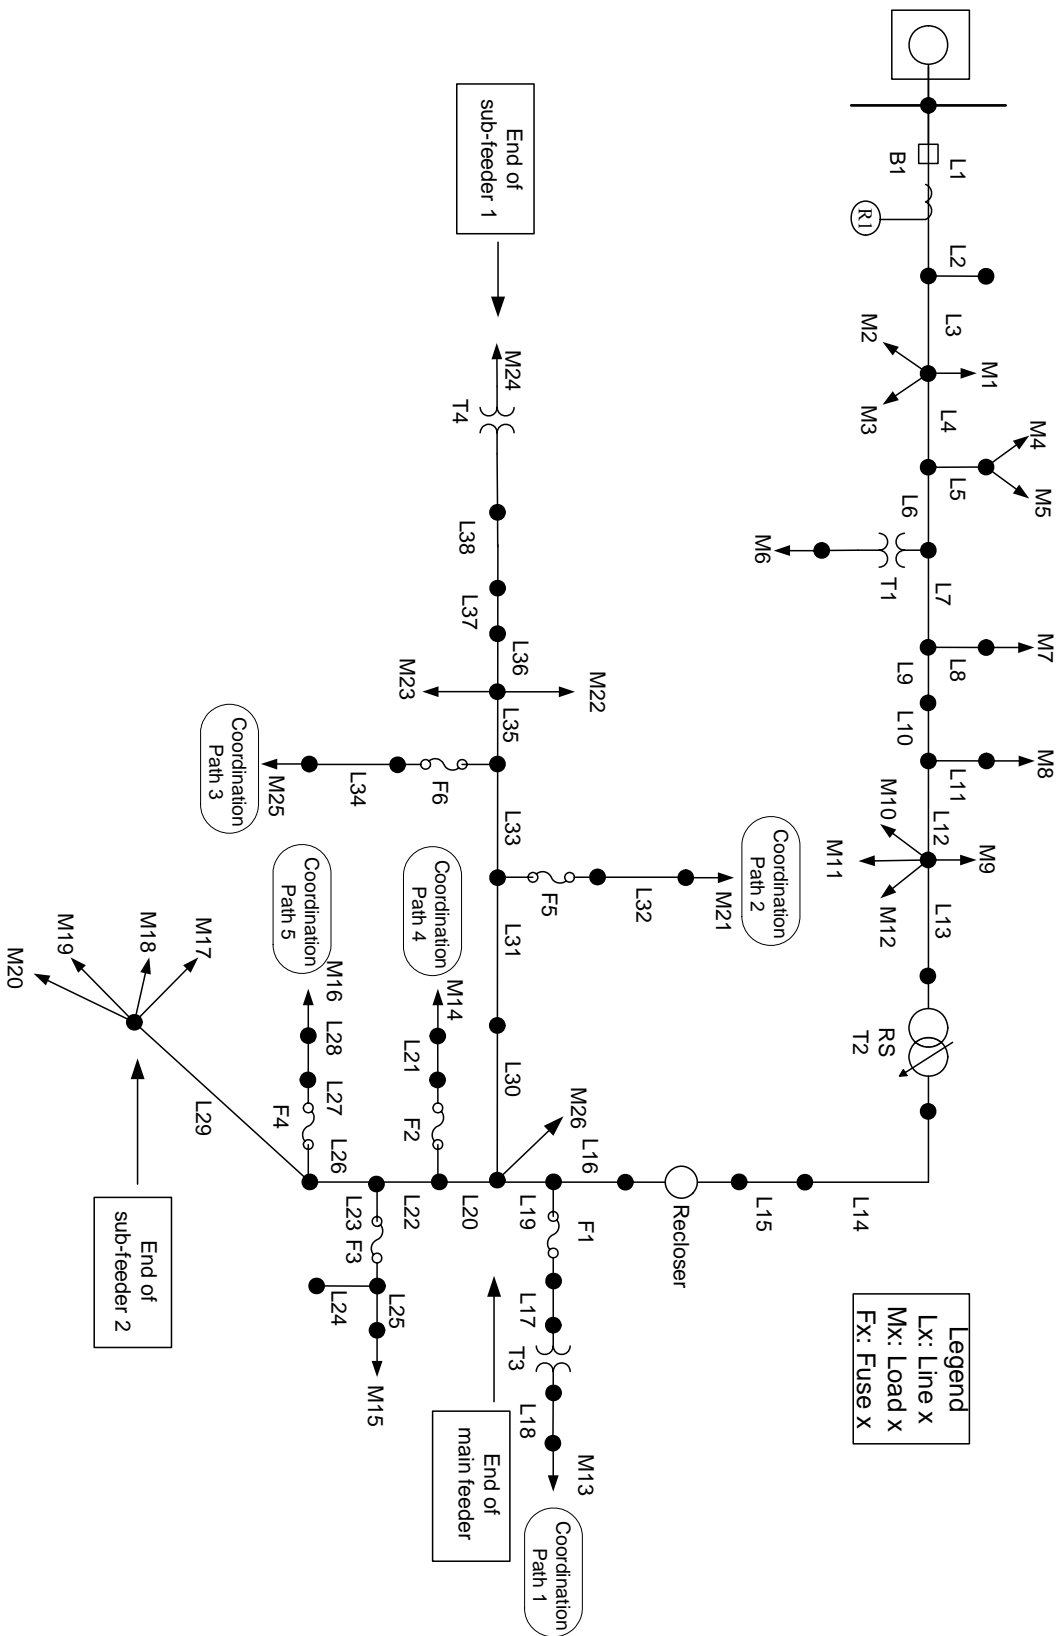 L1
B1
R1
L2
L3
M2
M1
M3
L4
M4
L5
M5
L6
M6
T1
L7
M7
L8
L9
L10
M8
L11
L12
M10
M9
M11
M12
L13
RS
T2
End of
sub-feeder 1
M24
T4
L38
L37
L36
M23
M22
L35
Coordination
Path 3
M25
L34
F6
L33
Coordination
Path 2
M21
L32
F5
L31
L30
Coordination
Path 4
M14
L21
F2
Coordination
Path 5
M16
L28
L27
F4
L26
M17
M18
M19
M20
L29
End of
sub-feeder 2
M26
L16
Recloser
L15
L14
L19
L20
L22
L23
F3
L24
L25
M15
F1
L17
T3
L18
M13
Coordination
Path 1
End of
main feeder
Legend
Lx: Line x
Mx: Load x
Fx: Fuse x